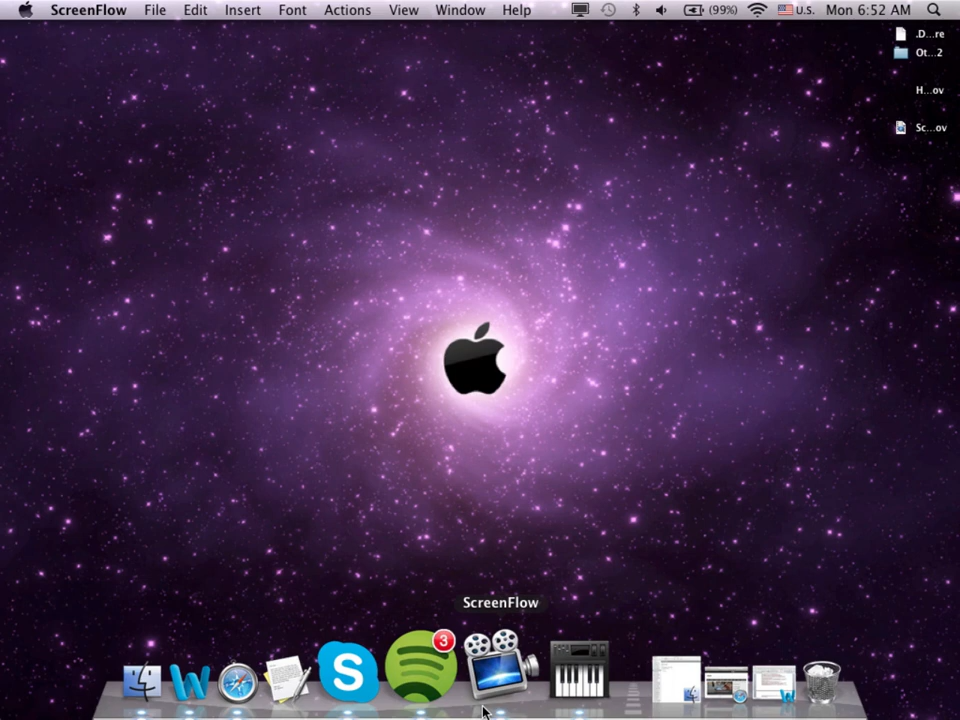 ScreenFlow File Edit Insert Font Actions View Window Help (99%) U.S. Mon 6:52 AM
.D...re
Ot...2
H...ov
Sc...ov
ScreenFlow
3
W
S